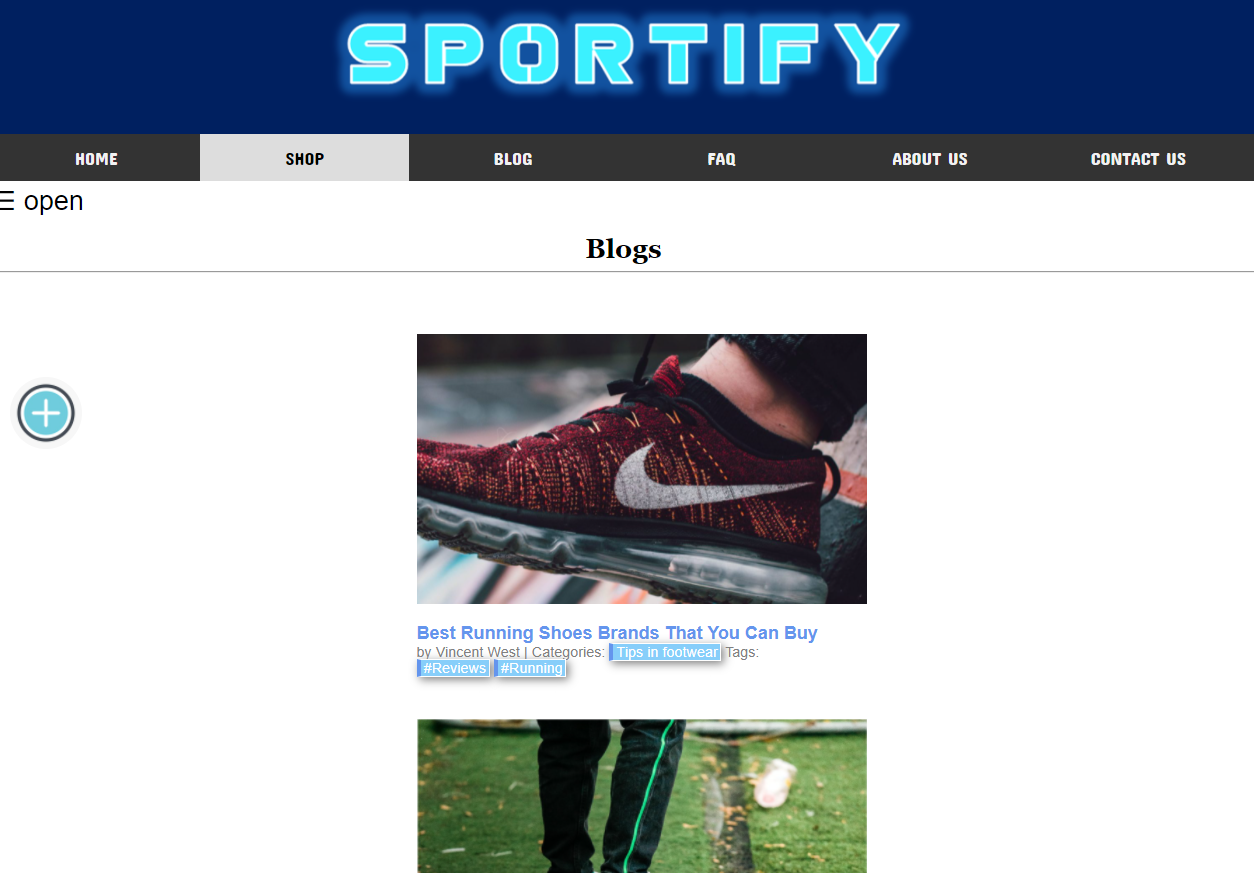 SPORTIFY
HOME SHOP BLOG FAQ ABOUT US CONTACT US
☰ open
Blogs
Best Running Shoes Brands That You Can Buy
by Vincent West | Categories: Tips in footwear Tags:
#Reviews #Running